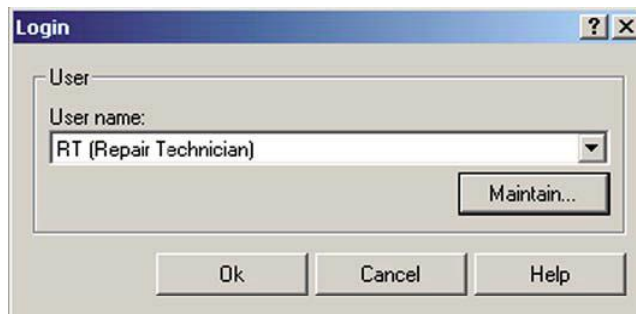 Login
User
User name:
RT (Repair Technician)
Maintain...
Ok
Cancel
Help